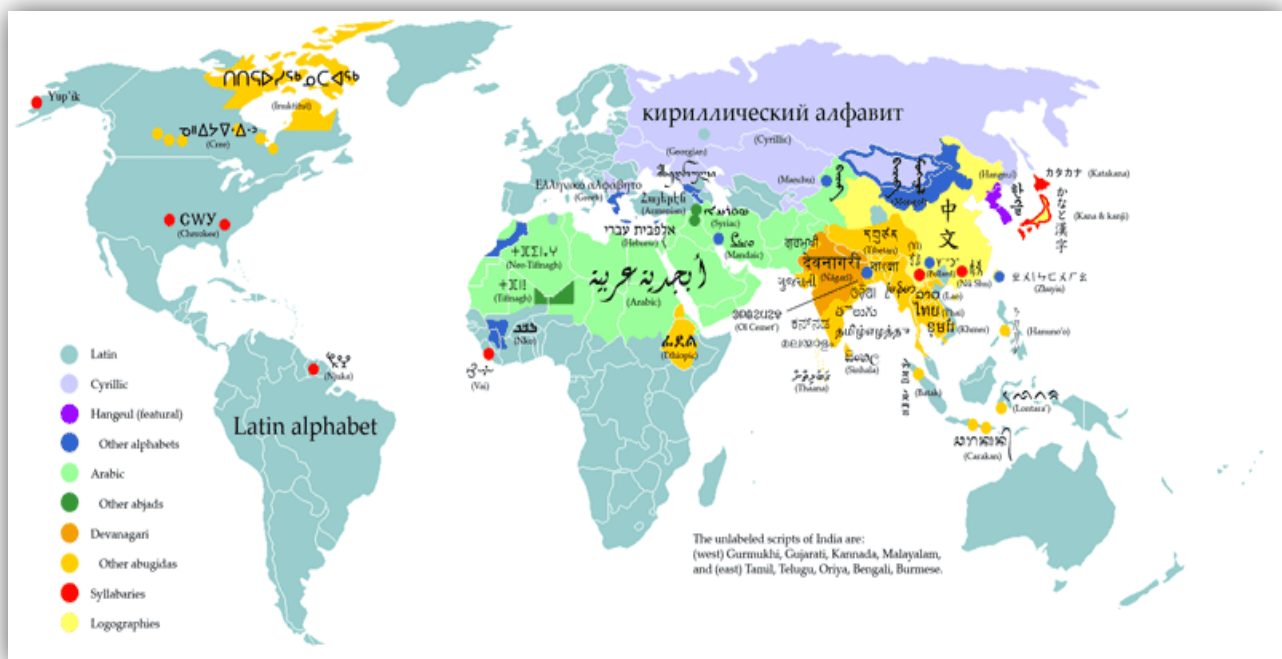 Yup'ik
ᑎᑎᕋᐅᓯᖅᓄᑕᐊᖅ
(Inuktitut)
(Cree)
ᏣᎳᎩ
(Cherokee)
(Njuka)
Latin alphabet
кириллический алфавит
(Cyrillic)
(Georgian)
Ελληνικό αλφάβητο
(Greek)
Հայերէն
(Armenian)
אלפבית עברי
(Hebrew)
(Syriac)
(Mandaic)
أبجدية عربية
(Arabic)
(Neo-Tifinagh)
(Tifinagh)
(Nko)
(Vai)
(Ethiopic)
(Manchu)
(Mongol)
(Hangeul)
カタカナ (Katakana)
かなと漢字
(Kana & kanji)
中文
(Tibetan)
देवनागरी
(Nāgarī)
বাংলা
(Ol Cemet')
(Pollard)
(Nü Shu)
(Zhuyin)
(Lao)
ไทย
(Thai)
(Khmer)
(Sinhala)
(Thaana)
(Hanuno'o)
(Batak)
(Lontara')
(Carakan)
Latin
Cyrillic
Hangeul (featural)
Other alphabets
Arabic
Other abjads
Devanagari
Other abugidas
Syllabaries
Logographies
The unlabeled scripts of India are:
(west) Gurmukhi, Gujarati, Kannada, Malayalam,
and (east) Tamil, Telugu, Oriya, Bengali, Burmese.